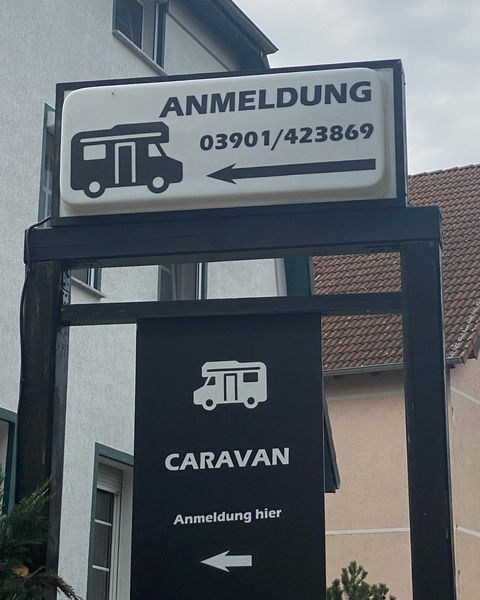 ANMELDUNG
03901/423869
CARAVAN
Anmeldung hier